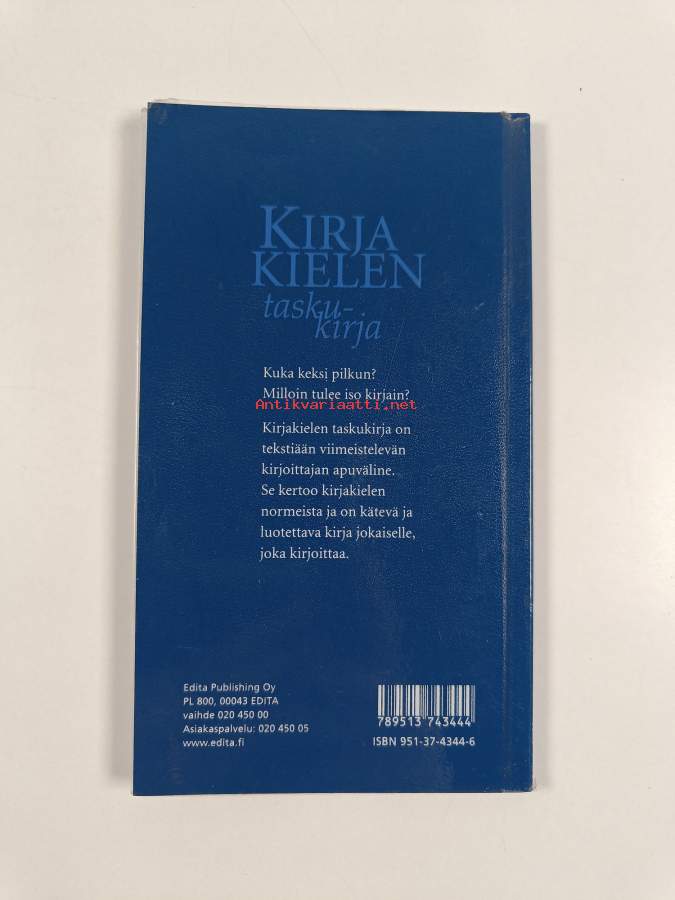 KIRJA
KIELEN
tasku-
kirja
Kuka keksi pilkun?
Milloin tulee iso kirjain?
Antikvariaatti.net
Kirjakielen taskukirja on
tekstiään viimeistelevän
kirjoittajan apuväline.
Se kertoo kirjakielen
normeista ja on kätevä ja
luotettava kirja jokaiselle,
joka kirjoittaa.
Edita Publishing Oy
PL 800, 00043 EDITA
vaihde 020 450 00
Asiakaspalvelu: 020 450 05
www.edita.fi
789513 743444
ISBN 951-37-4344-6